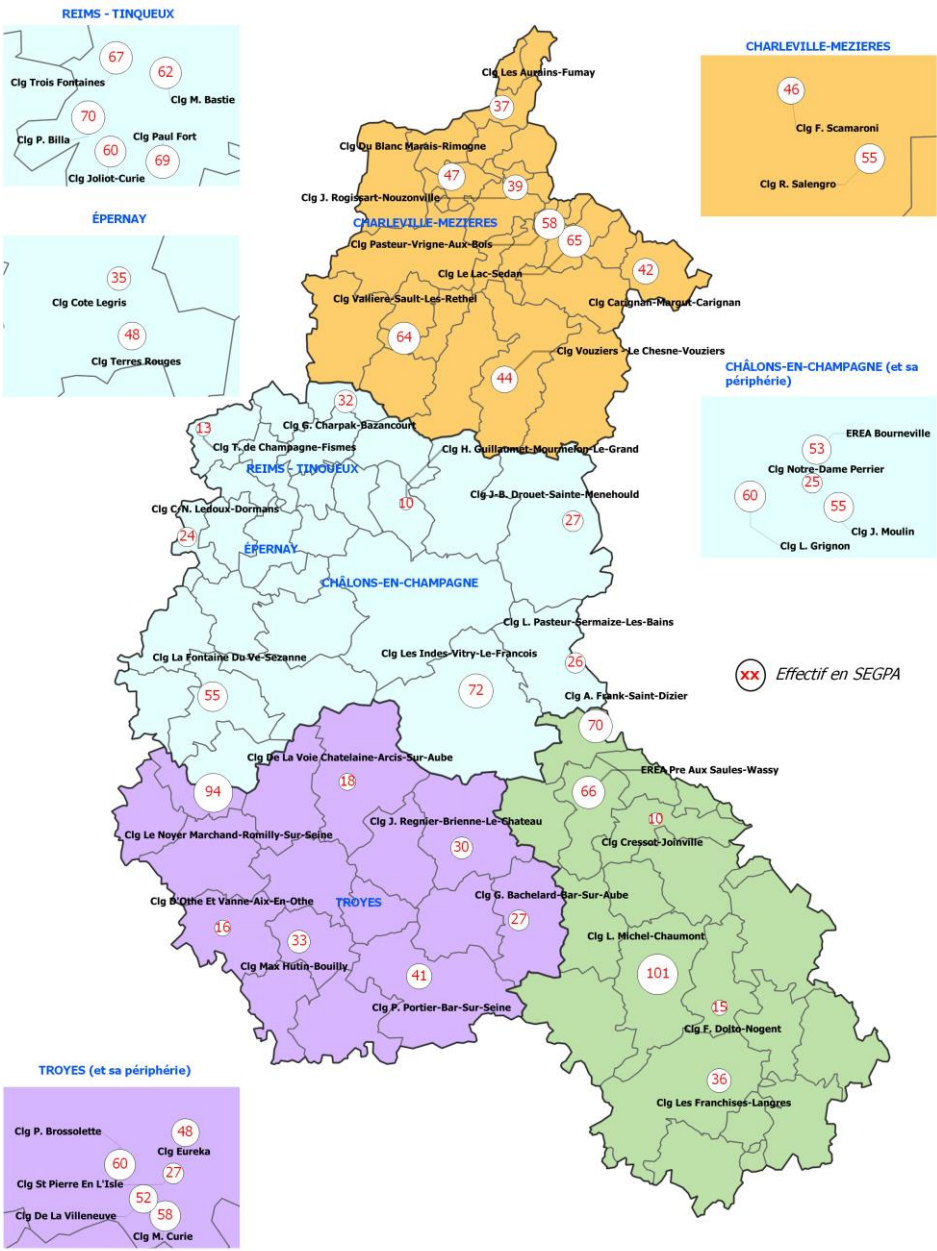 REIMS - TINQUEUX
67
Clg Trois Fontaines
62
Clg M. Bastie
70
Clg P. Billa
Clg Paul Fort
60
69
Clg Joliot-Curie
ÉPERNAY
35
Clg Cote Legris
48
Clg Terres Rouges
CHARLEVILLE-MEZIERES
46
Clg F. Scamaroni
55
Clg R. Salengro
Clg Les Aurains-Fumay
37
Clg Du Blanc Marais-Rimogne
47
39
Clg J. Rogissart-Nouzonville
CHARLEVILLE-MEZIERES
58
65
Clg Pasteur-Vrigne-Aux-Bois
Clg Le Lac-Sedan
42
Clg Valliere-Sault-Les-Rethel
Clg Carignan-Margut-Carignan
64
Clg Vouziers - Le Chesne-Vouziers
44
CHÂLONS-EN-CHAMPAGNE (et sa
périphérie)
EREA Bourneville
53
Clg Notre-Dame Perrier
25
60
55
Clg J. Moulin
Clg L. Grignon
32
Clg G. Charpak-Bazancourt
13
Clg T. de Champagne-Fismes
Clg H. Guillaumet-Mourmelon-Le-Grand
REIMS - TINQUEUX
10
Clg J-B. Drouet-Sainte-Menehould
27
Clg C-N. Ledoux-Dormans
24
ÉPERNAY
CHÂLONS-EN-CHAMPAGNE
Clg L. Pasteur-Sermaize-Les-Bains
26
Clg La Fontaine Du Ve-Sezanne
Clg Les Indes-Vitry-Le-Francois
55
72
xx Effectif en SEGPA
Clg A. Frank-Saint-Dizier
70
Clg De La Voie Chatelaine-Arcis-Sur-Aube
18
94
EREA Pre Aux Saules-Wassy
66
10
Clg J. Regnier-Brienne-Le-Chateau
Clg Le Noyer Marchand-Romilly-Sur-Seine
30
Clg Cressot-Joinville
Clg G. Bachelard-Bar-Sur-Aube
Clg D'Othe Et Vanne-Aix-En-Othe
TROYES
16
33
27
Clg L. Michel-Chaumont
Clg Max Hutin-Bouilly
41
101
Clg P. Portier-Bar-Sur-Seine
15
Clg F. Dolto-Nogent
36
Clg Les Franchises-Langres
TROYES (et sa périphérie)
Clg P. Brossolette
48
Clg Eureka
60
27
Clg St Pierre En L'Isle
52
Clg De La Villeneuve
58
Clg M. Curie